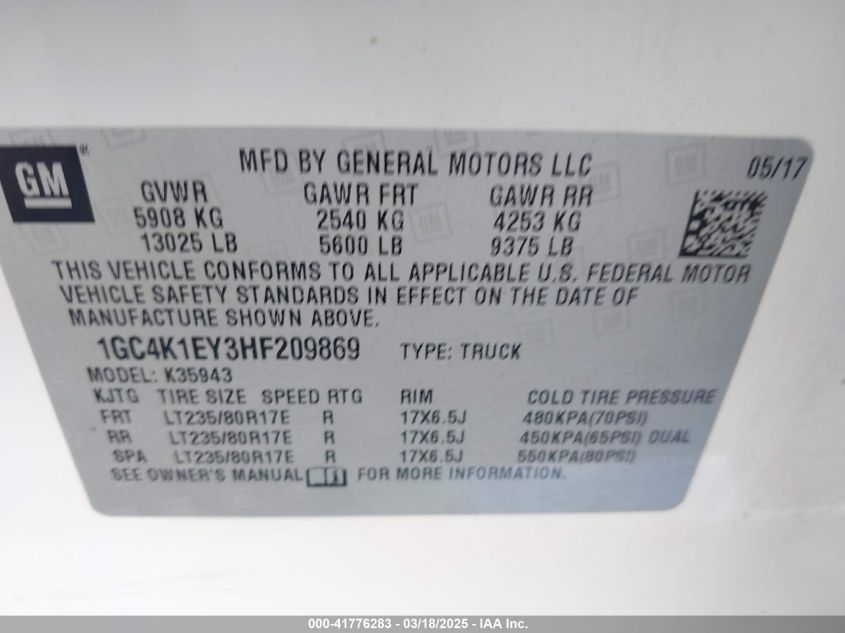 GM®
MFD BY GENERAL MOTORS LLC 05/17
GVWR GAWR FRT GAWR RR
5908 KG 2540 KG 4253 KG
13025 LB 5600 LB 9375 LB
THIS VEHICLE CONFORMS TO ALL APPLICABLE U.S. FEDERAL MOTOR
VEHICLE SAFETY STANDARDS IN EFFECT ON THE DATE OF
MANUFACTURE SHOWN ABOVE.
1GC4K1EY3HF209869 TYPE: TRUCK
MODEL: K35943
KJTG TIRE SIZE SPEED RTG RIM COLD TIRE PRESSURE
FRT LT235/80R17E R 17X6.5J 480KPA(70PSI)
RR LT235/80R17E R 17X6.5J 450KPA(65PSI) DUAL
SPA LT235/80R17E R 17X6.5J 550KPA(80PSI)
SEE OWNER'S MANUAL FOR MORE INFORMATION.
000-41776283 - 03/18/2025 - IAA Inc.